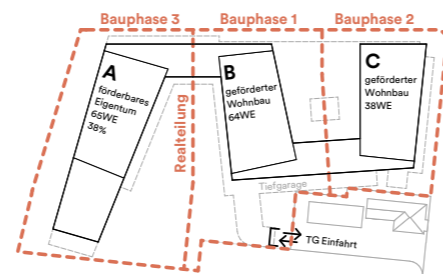 Bauphase 3
Bauphase 1
Bauphase 2
A
förderbares
Eigentum
65WE
38%
Realteilung
B
geförderter
Wohnbau
64WE
C
geförderter
Wohnbau
38WE
Tiefgarage
TG Einfahrt